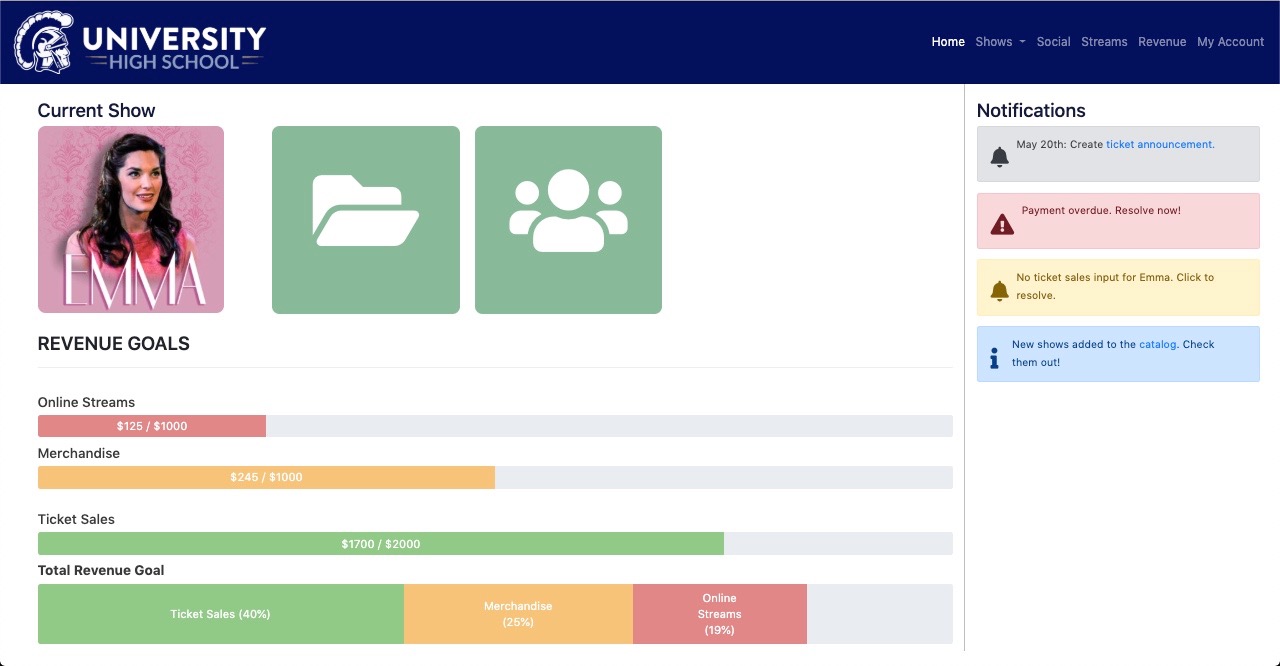 UNIVERSITY
HIGH SCHOOL
Home Shows Social Streams Revenue My Account
Current Show
EMMA
REVENUE GOALS
Online Streams
$125 / $1000
Merchandise
$245 / $1000
Ticket Sales
$1700 / $2000
Total Revenue Goal
Ticket Sales (40%)
Merchandise
(25%)
Online
Streams
(19%)
Notifications
May 20th: Create ticket announcement.
Payment overdue. Resolve now!
No ticket sales input for Emma. Click to
resolve.
New shows added to the catalog. Check
them out!